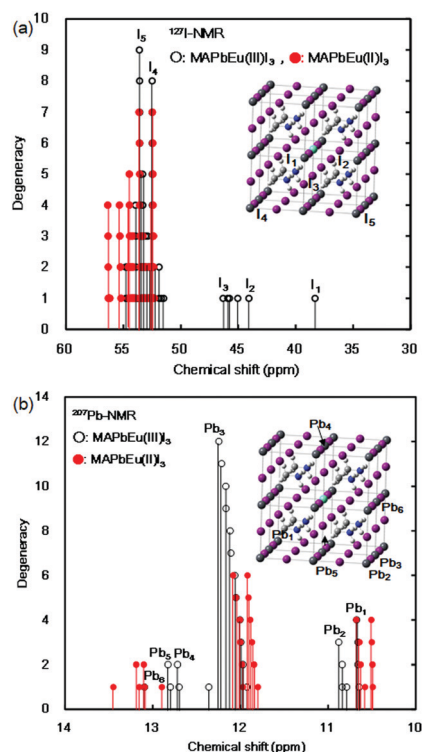 (a)
¹²⁷I-NMR
○: MAPbEu(III)I₃ , ●: MAPbEu(II)I₃
I₅
I₄
I₃
I₂
I₁
I₁
I₂
I₃
I₄
I₅
Degeneracy
10
9
8
7
6
5
4
3
2
1
0
60
55
50
45
40
35
30
Chemical shift (ppm)
(b)
²⁰⁷Pb-NMR
○: MAPbEu(III)I₃
●: MAPbEu(II)I₃
Pb₃
Pb₄
Pb₆
Pb₁
Pb₃
Pb₅
Pb₂
Pb₅
Pb₄
Pb₆
Pb₂
Pb₁
Degeneracy
14
12
10
8
6
4
2
0
14
13
12
11
10
Chemical shift (ppm)